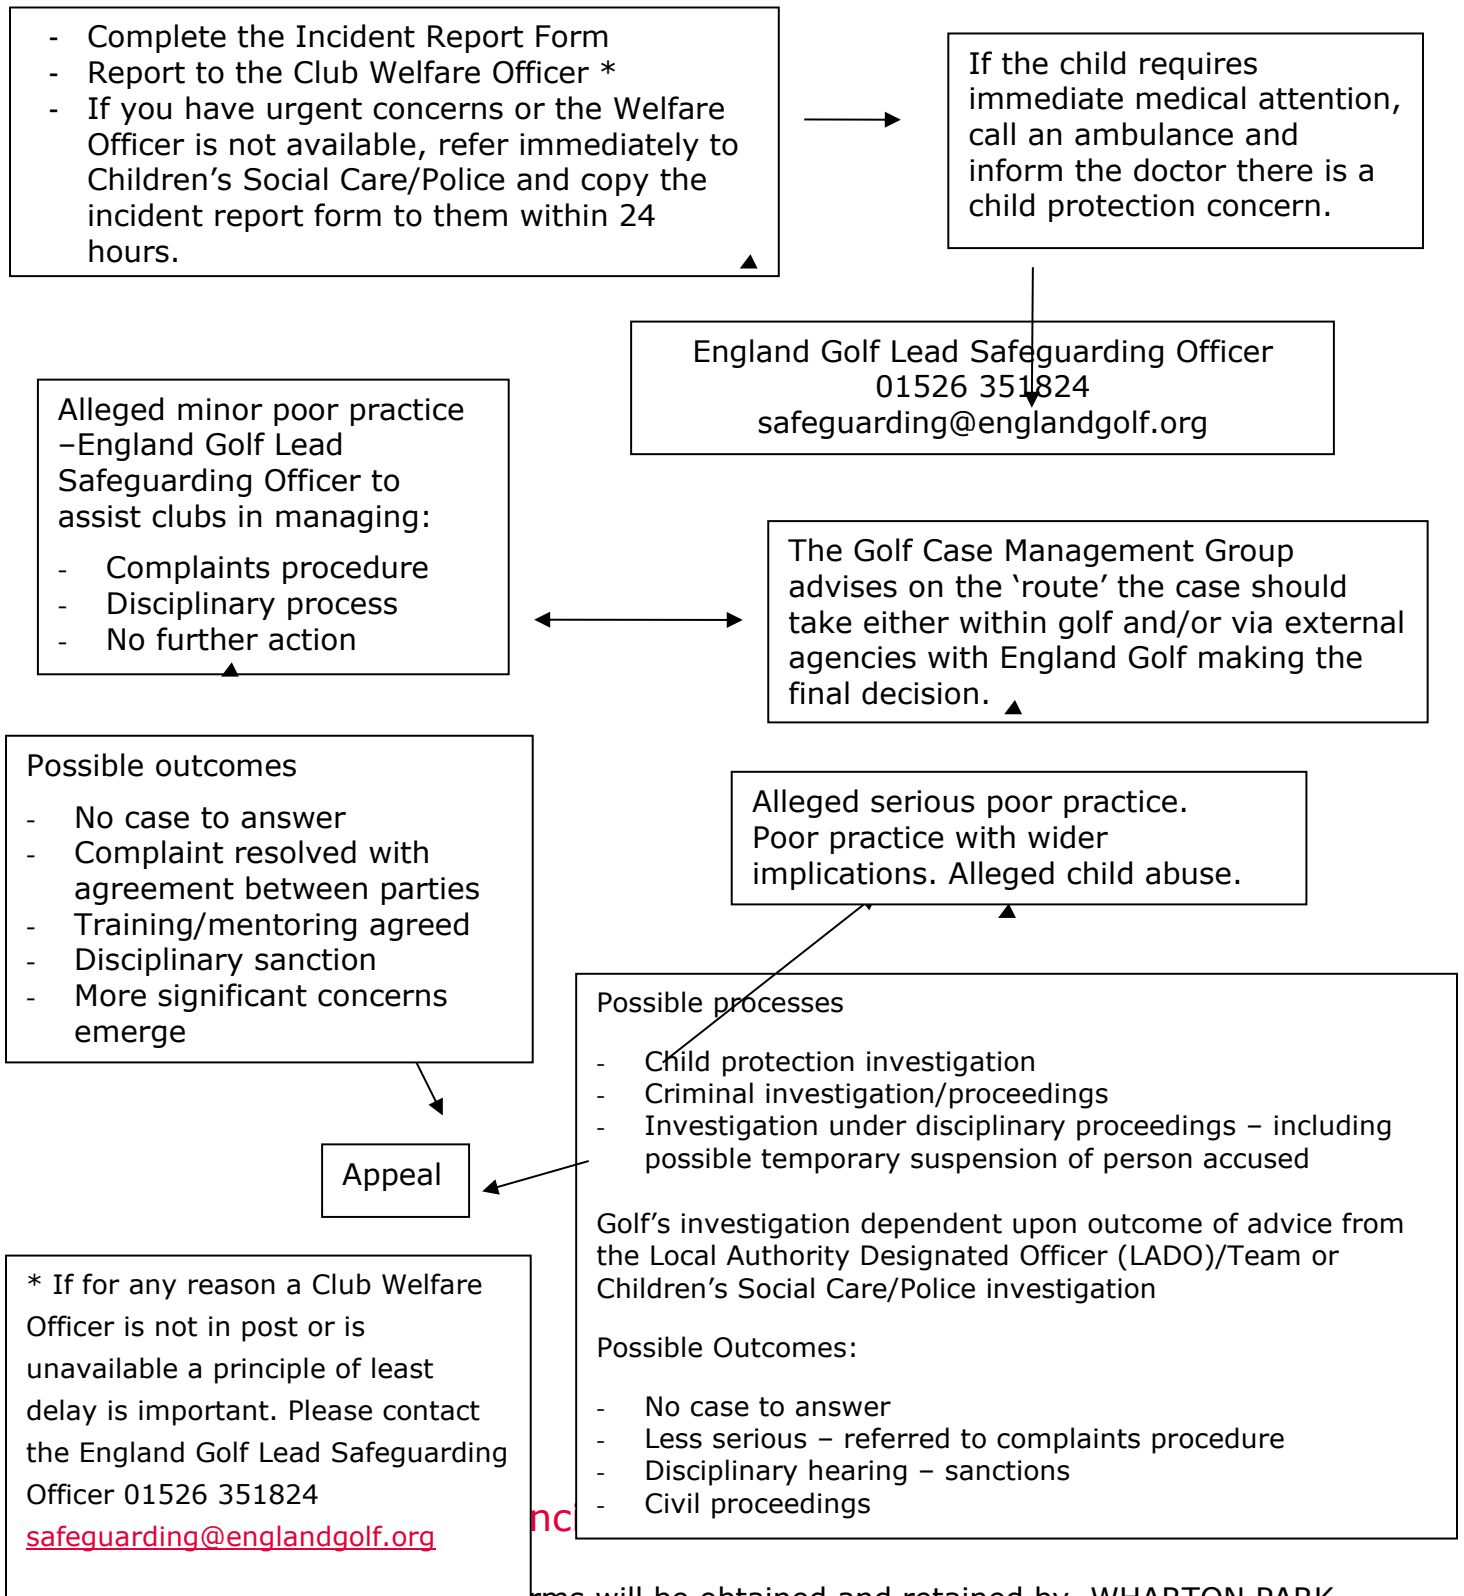 - Complete the Incident Report Form
- Report to the Club Welfare Officer *
- If you have urgent concerns or the Welfare
Officer is not available, refer immediately to
Children’s Social Care/Police and copy the
incident report form to them within 24
hours.
If the child requires
immediate medical attention,
call an ambulance and
inform the doctor there is a
child protection concern.
England Golf Lead Safeguarding Officer
01526 351824
safeguarding@englandgolf.org
Alleged minor poor practice
–England Golf Lead
Safeguarding Officer to
assist clubs in managing:
- Complaints procedure
- Disciplinary process
- No further action
The Golf Case Management Group
advises on the ‘route’ the case should
take either within golf and/or via external
agencies with England Golf making the
final decision.
Possible outcomes
- No case to answer
- Complaint resolved with
agreement between parties
- Training/mentoring agreed
- Disciplinary sanction
- More significant concerns
emerge
Alleged serious poor practice.
Poor practice with wider
implications. Alleged child abuse.
Possible processes
- Child protection investigation
- Criminal investigation/proceedings
- Investigation under disciplinary proceedings – including
possible temporary suspension of person accused
Golf’s investigation dependent upon outcome of advice from
the Local Authority Designated Officer (LADO)/Team or
Children’s Social Care/Police investigation
Possible Outcomes:
- No case to answer
- Less serious – referred to complaints procedure
- Disciplinary hearing – sanctions
- Civil proceedings
Appeal
* If for any reason a Club Welfare
Officer is not in post or is
unavailable a principle of least
delay is important. Please contact
the England Golf Lead Safeguarding
Officer 01526 351824
safeguarding@englandgolf.org
will be obtained and retained by WHARTON PARK